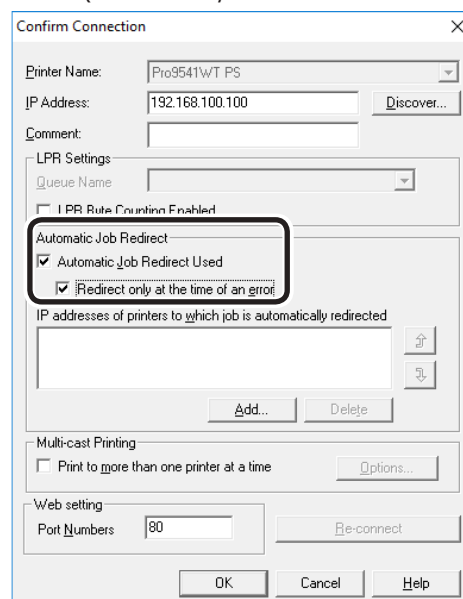 Confirm Connection
Printer Name: Pro9541WT PS
IP Address: 192.168.100.100 Discover...
Comment:
LPR Settings
Queue Name
LPR Byte Counting Enabled
Automatic Job Redirect
Automatic Job Redirect Used
Redirect only at the time of an error
IP addresses of printers to which job is automatically redirected
Add... Delete
Multi-cast Printing
Print to more than one printer at a time Options...
Web setting
Port Numbers 80 Re-connect
OK Cancel Help